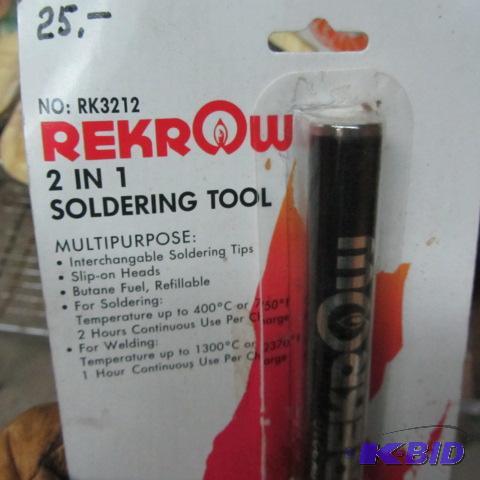 25.-
NO: RK3212
REKROW
2 IN 1
SOLDERING TOOL
MULTIPURPOSE:
• Interchangable Soldering Tips
• Slip-on Heads
• Butane Fuel, Refillable
• For Soldering:
Temperature up to 400°C or 750°F
2 Hours Continuous Use Per Charge
• For Welding:
Temperature up to 1300°C or 2370°F
1 Hour Continuous Use Per Charge
REKROW
K-BID